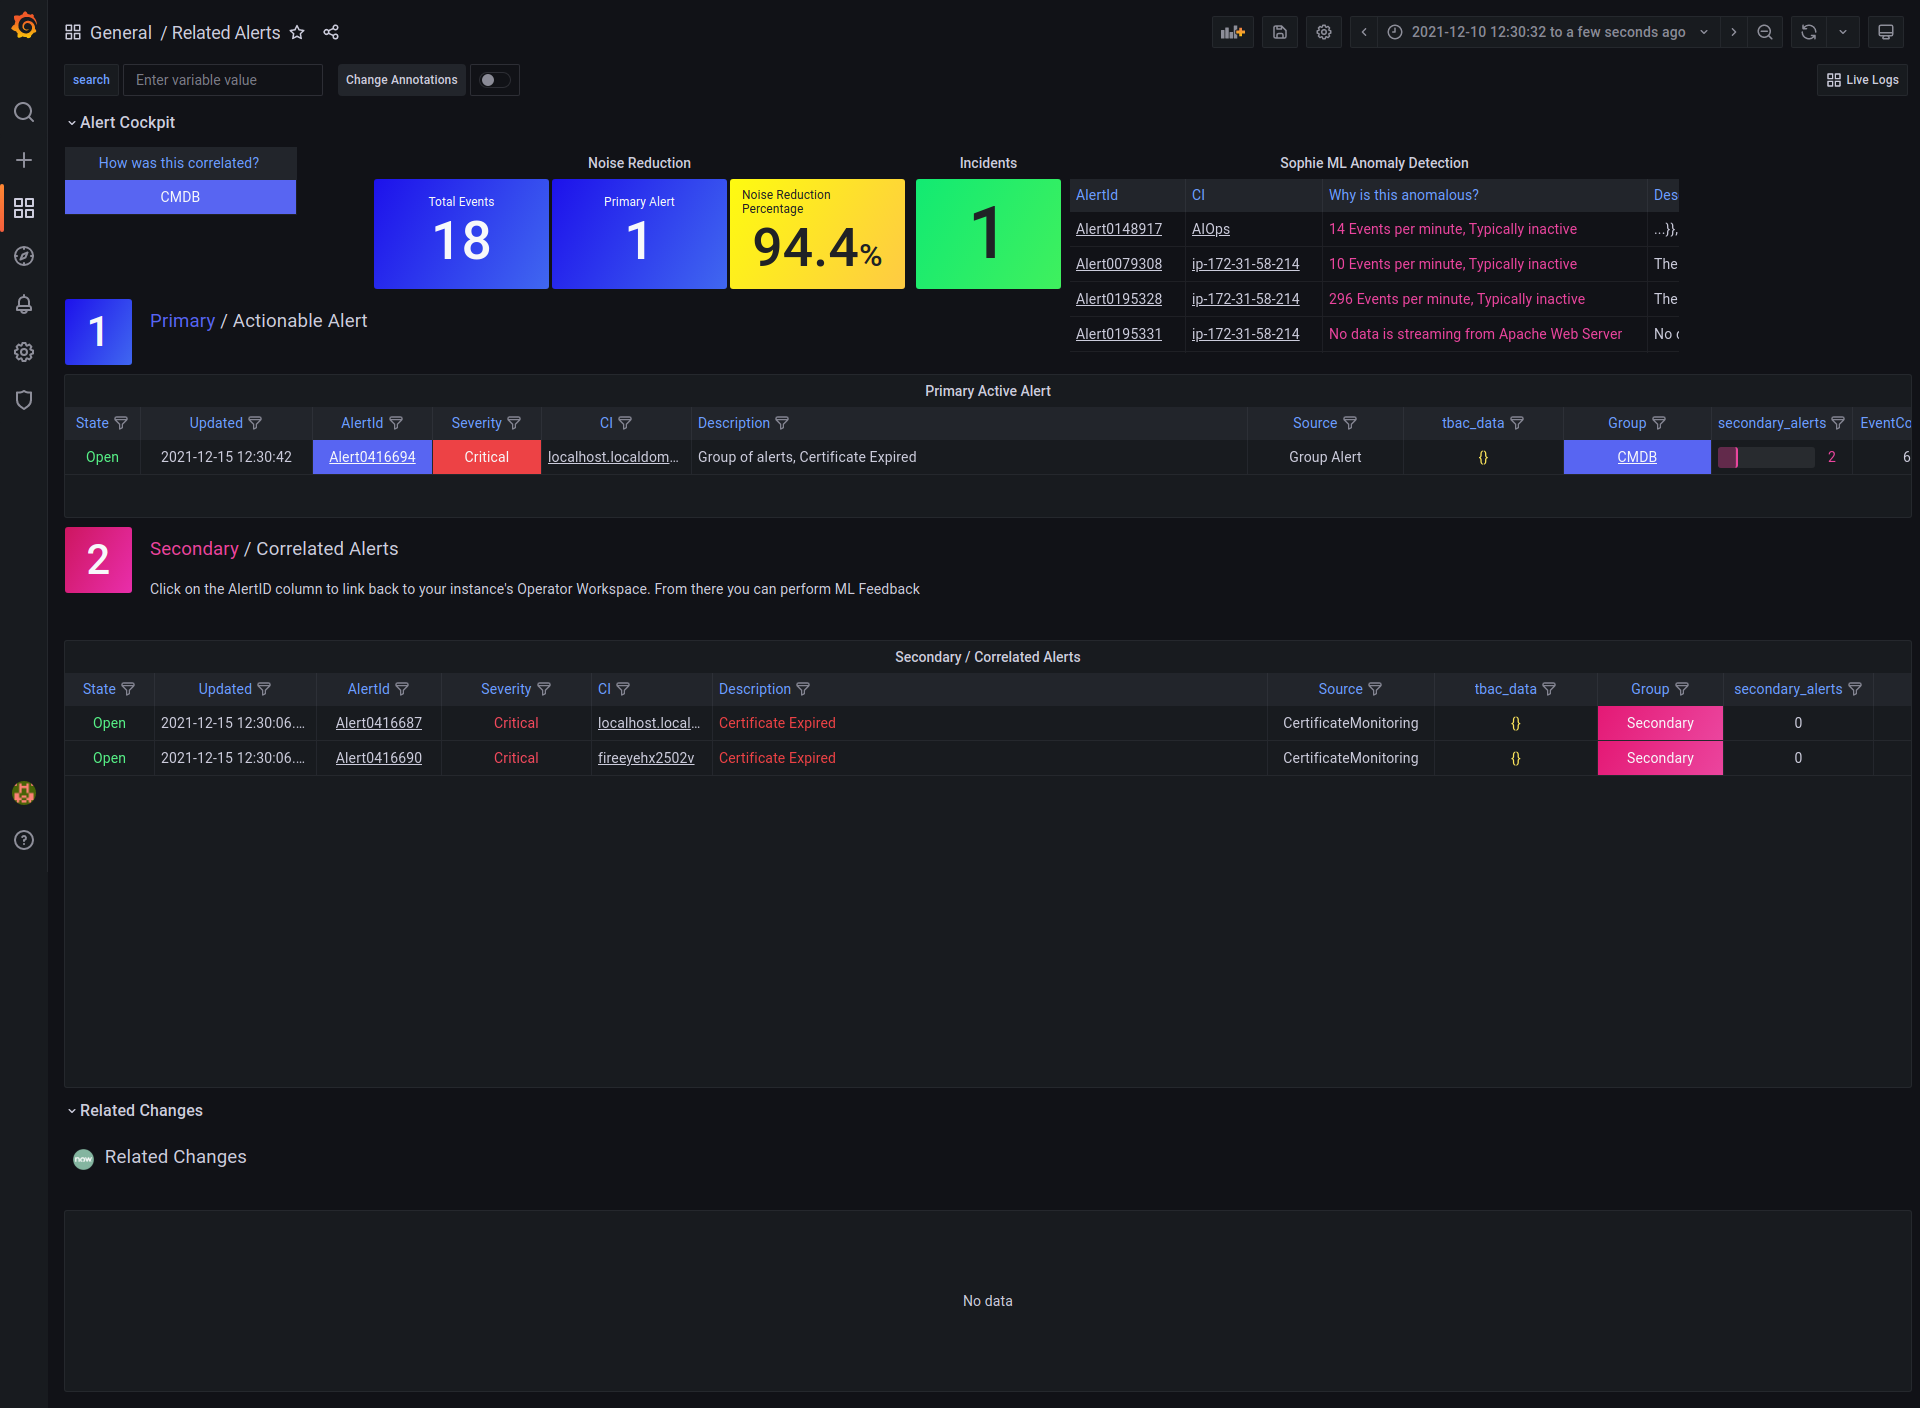 General / Related Alerts
2021-12-10 12:30:32 to a few seconds ago
search
Enter variable value
Change Annotations
Live Logs
Alert Cockpit
How was this correlated?
CMDB
Noise Reduction
Total Events
18
Primary Alert
1
Noise Reduction
Percentage
94.4%
Incidents
1
Sophie ML Anomaly Detection
AlertId CI Why is this anomalous? Des
Alert0148917 AIOps 14 Events per minute, Typically inactive ...}},
Alert0079308 ip-172-31-58-214 10 Events per minute, Typically inactive The
Alert0195328 ip-172-31-58-214 296 Events per minute, Typically inactive The
Alert0195331 ip-172-31-58-214 No data is streaming from Apache Web Server No
1
Primary / Actionable Alert
Primary Active Alert
State Updated AlertId Severity CI Description Source tbac_data Group secondary_alerts EventCo
Open 2021-12-15 12:30:42 Alert0416694 Critical localhost.localdom... Group of alerts, Certificate Expired Group Alert {} CMDB 2 6
2
Secondary / Correlated Alerts
Click on the AlertID column to link back to your instance's Operator Workspace. From there you can perform ML Feedback
Secondary / Correlated Alerts
State Updated AlertId Severity CI Description Source tbac_data Group secondary_alerts
Open 2021-12-15 12:30:06.... Alert0416687 Critical localhost.local... Certificate Expired CertificateMonitoring {} Secondary 0
Open 2021-12-15 12:30:06.... Alert0416690 Critical fireeyehx2502v Certificate Expired CertificateMonitoring {} Secondary 0
Related Changes
now Related Changes
No data